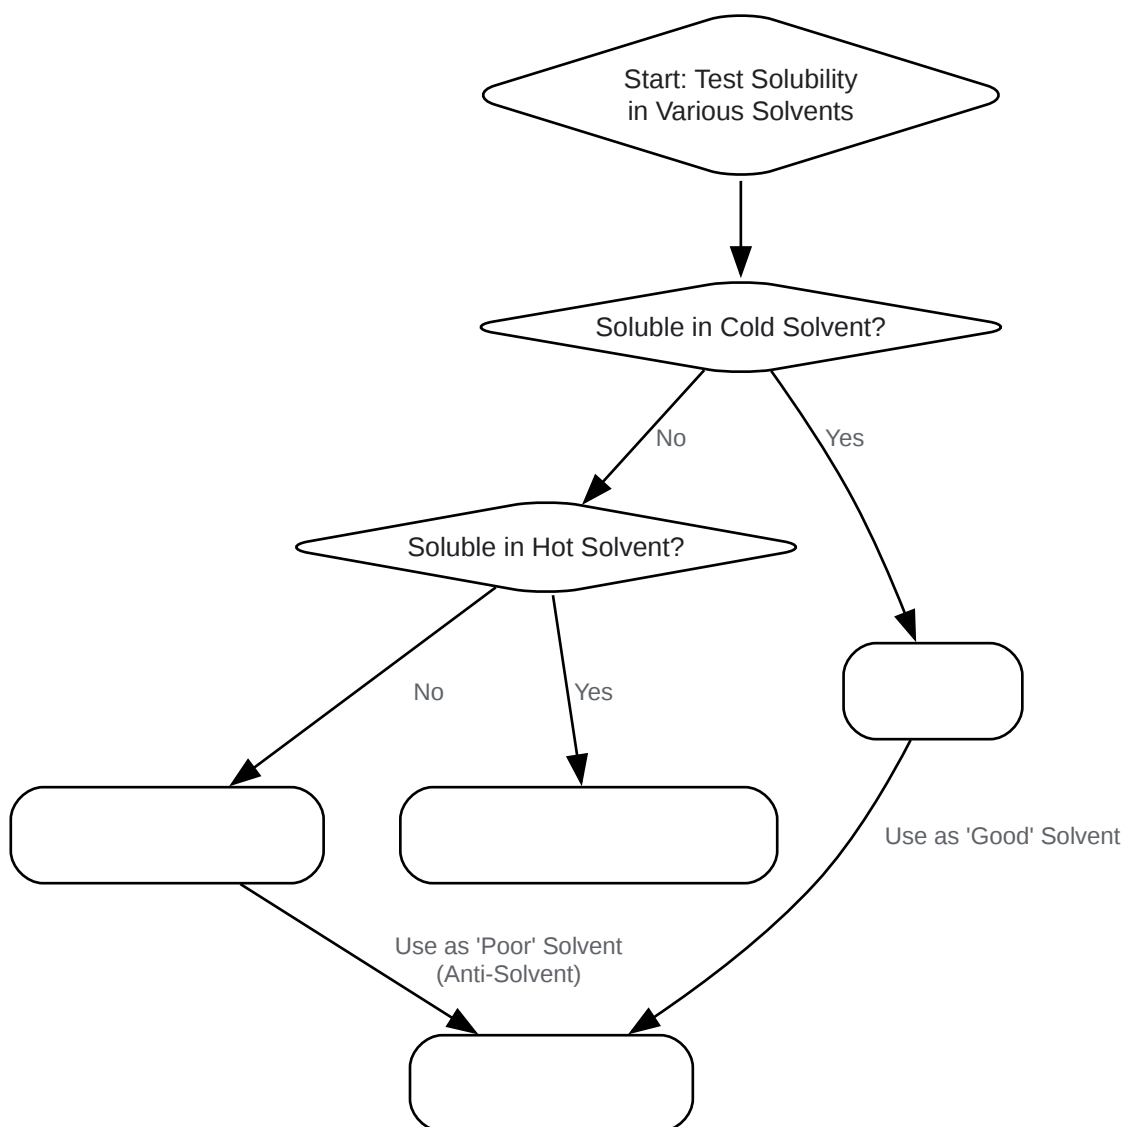 Start: Test Solubility
in Various Solvents
Soluble in Cold Solvent?
No
Yes
Soluble in Hot Solvent?
No
Yes
Use as 'Good' Solvent
Use as 'Poor' Solvent
(Anti-Solvent)